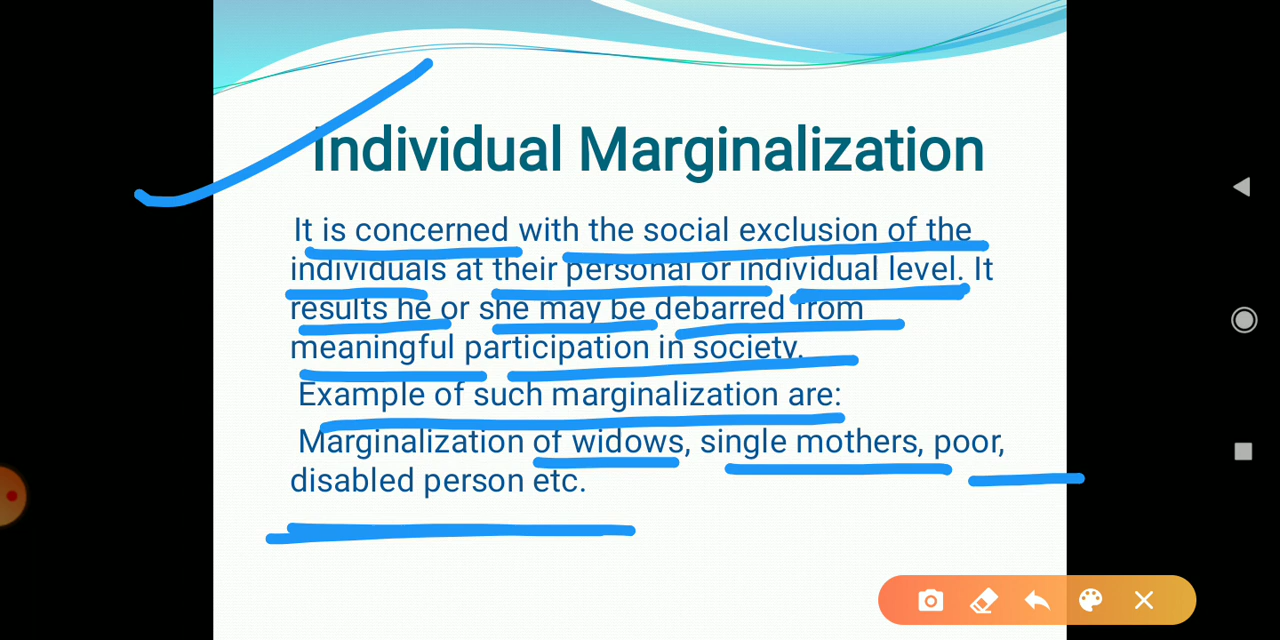 Individual Marginalization
It is concerned with the social exclusion of the
individuals at their personal or individual level. It
results he or she may be debarred from
meaningful participation in society.
Example of such marginalization are:
Marginalization of widows, single mothers, poor,
disabled person etc.